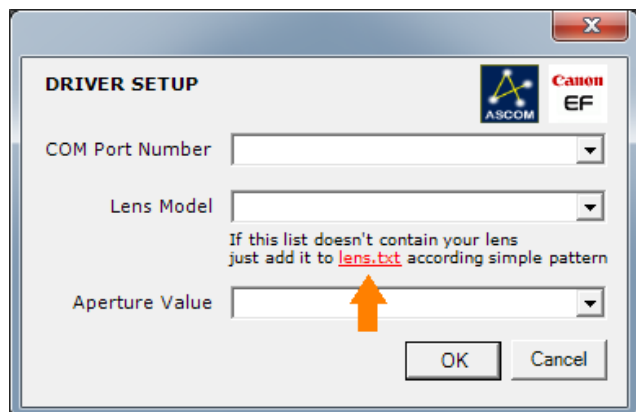 DRIVER SETUP
ASCOM
Canon
EF
COM Port Number
Lens Model
If this list doesn't contain your lens
just add it to lens.txt according simple pattern
Aperture Value
OK
Cancel